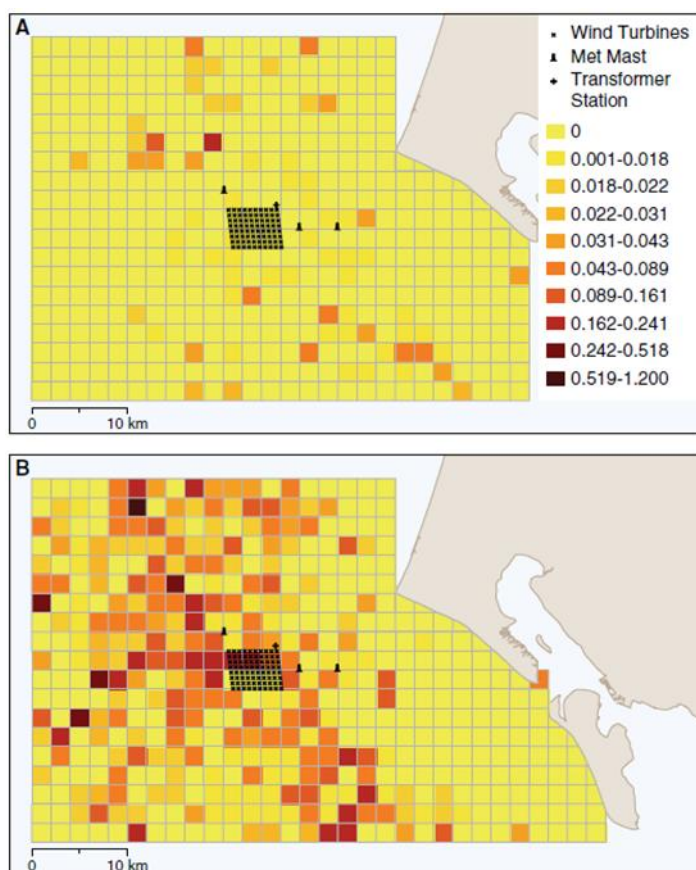 A
Wind Turbines
Met Mast
Transformer
Station
0
0.001-0.018
0.018-0.022
0.022-0.031
0.031-0.043
0.043-0.089
0.089-0.161
0.162-0.241
0.242-0.518
0.519-1.200
0 10 km
B
0 10 km